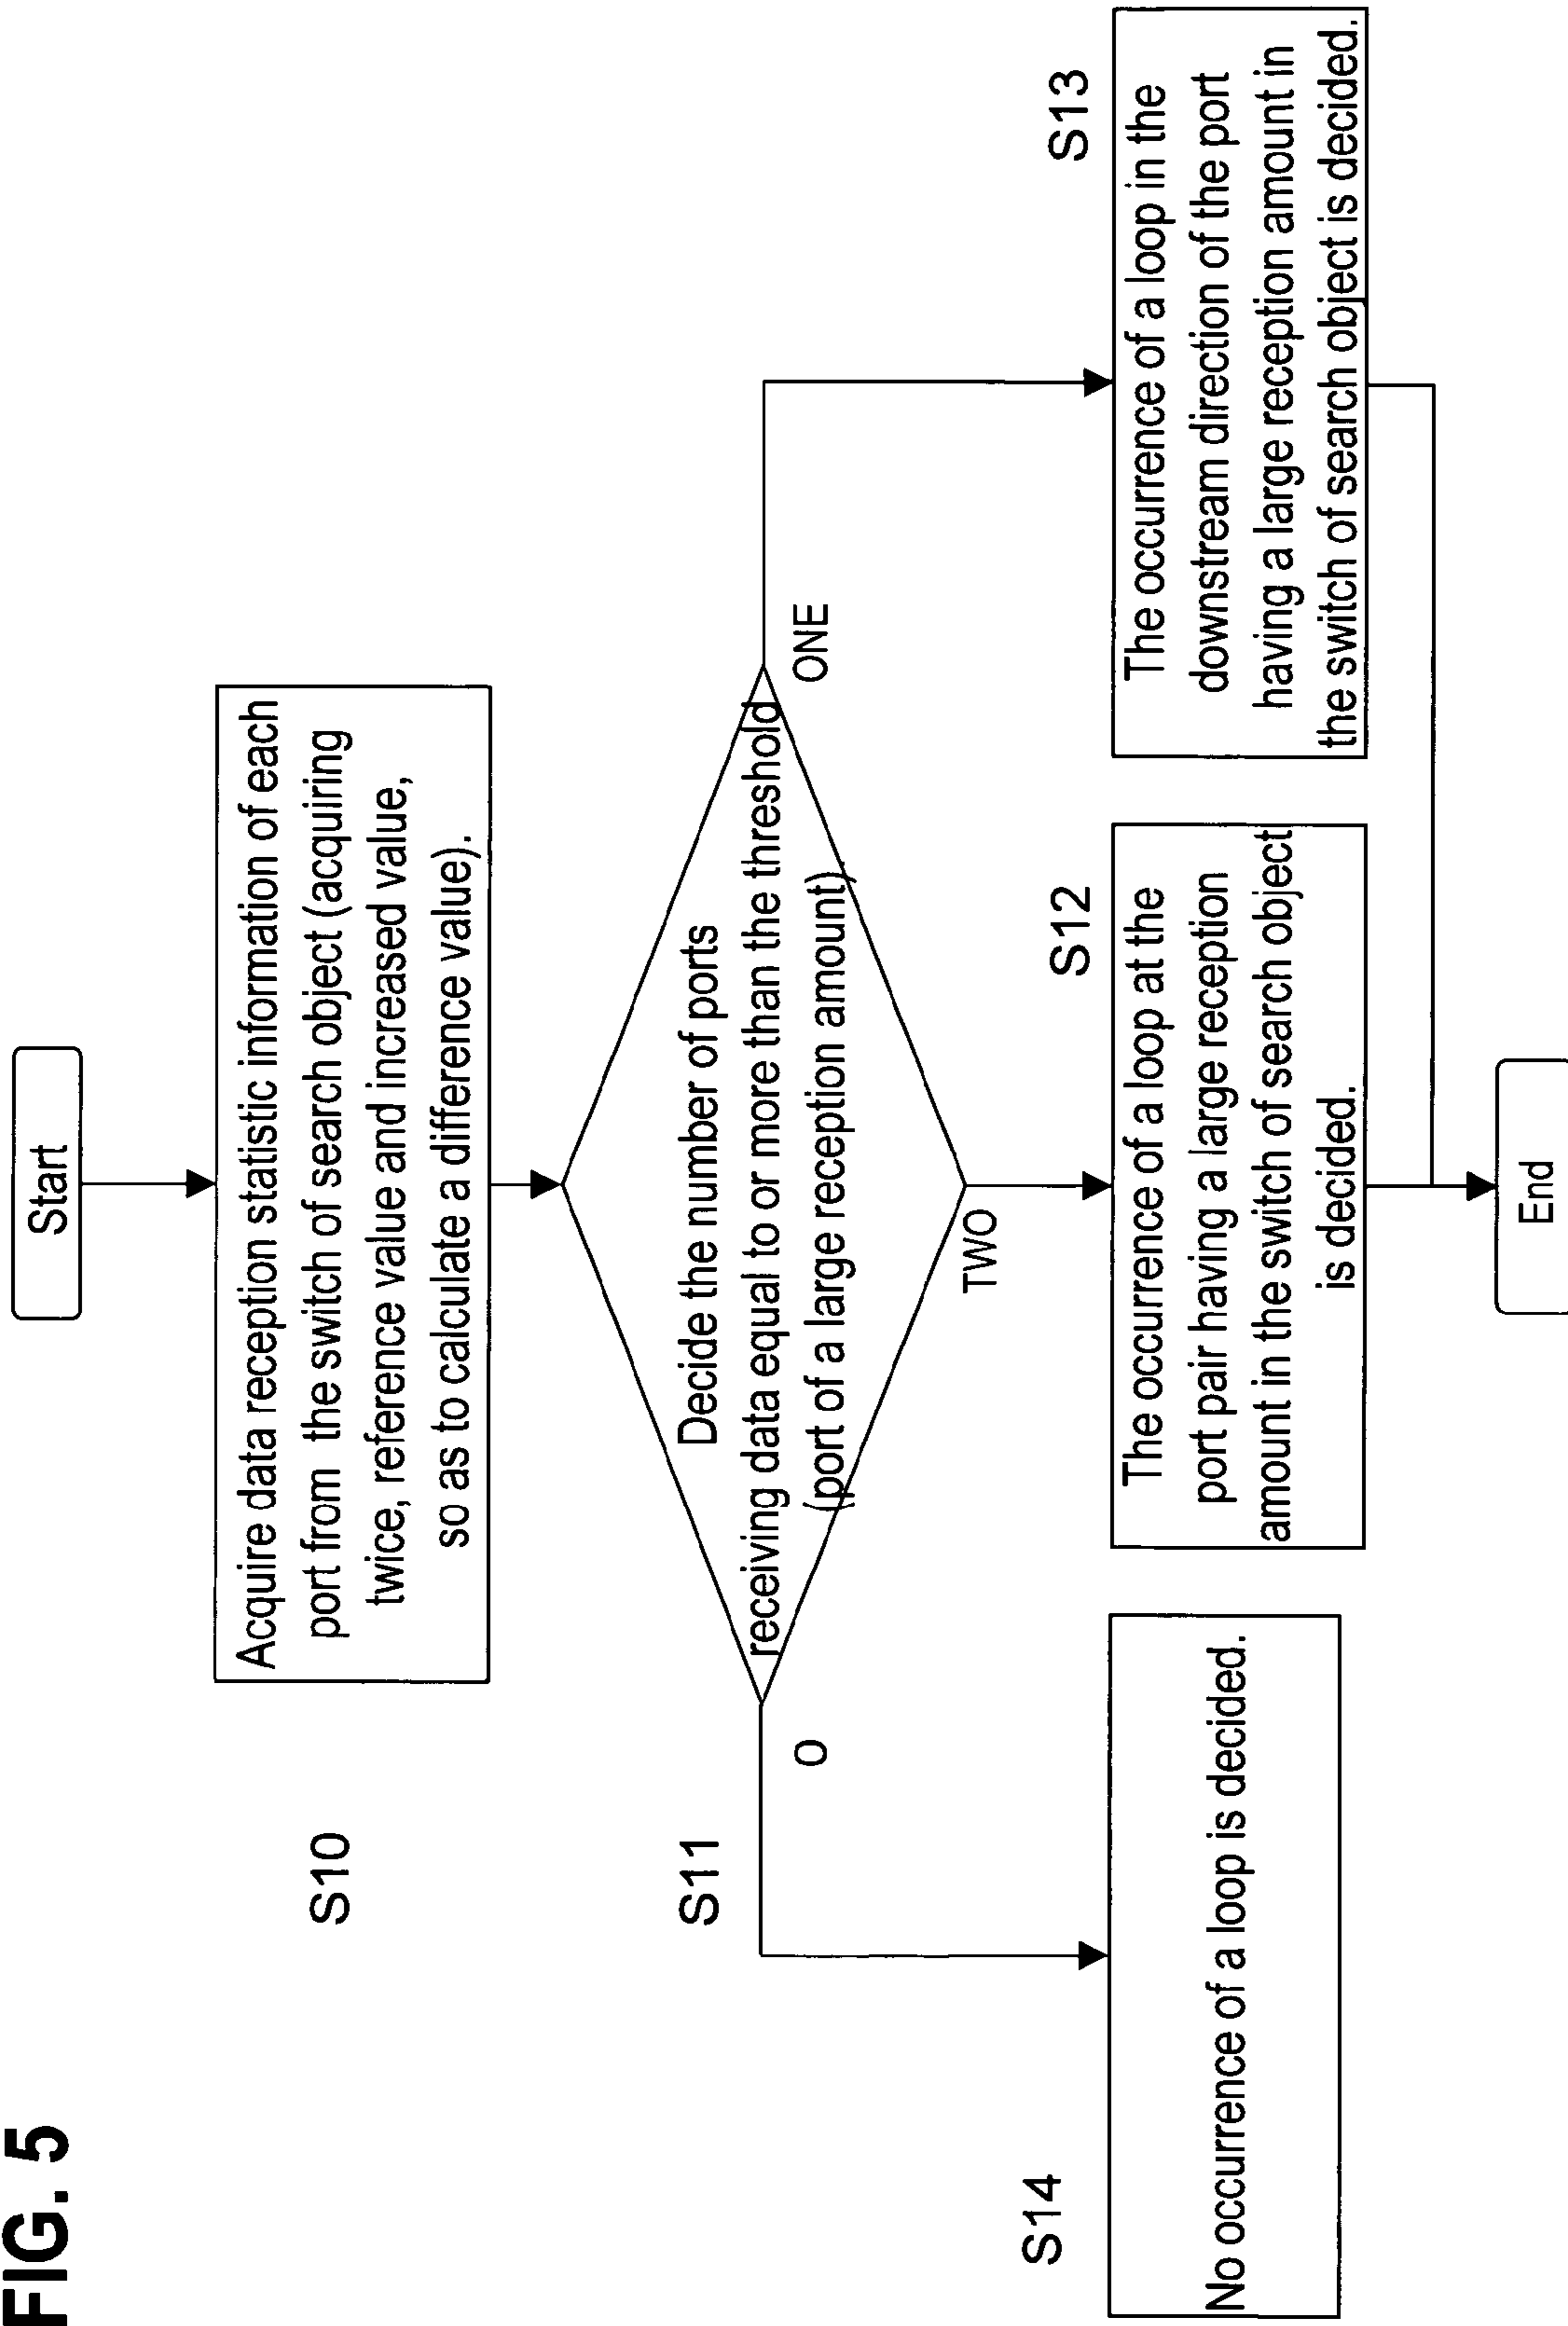 FIG. 5
Start
S10
Acquire data reception statistic information of each
port from the switch of search object (acquiring
twice, reference value and increased value,
so as to calculate a difference value).
S11
Decide the number of ports
receiving data equal to or more than the threshold
(port of a large reception amount).
O
TWO
ONE
S14
No occurrence of a loop is decided.
S12
The occurrence of a loop at the
port pair having a large reception
amount in the switch of search object
is decided.
S13
The occurrence of a loop in the
downstream direction of the port
having a large reception amount in
the switch of search object is decided.
End